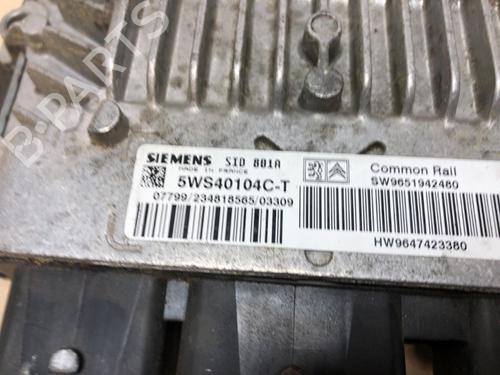 B-PARTS
SIEMENS SID 801A
MADE IN FRANCE
5WS40104C-T
07799/234818565/03309
Common Rail
SW9651942480
HW9647423380